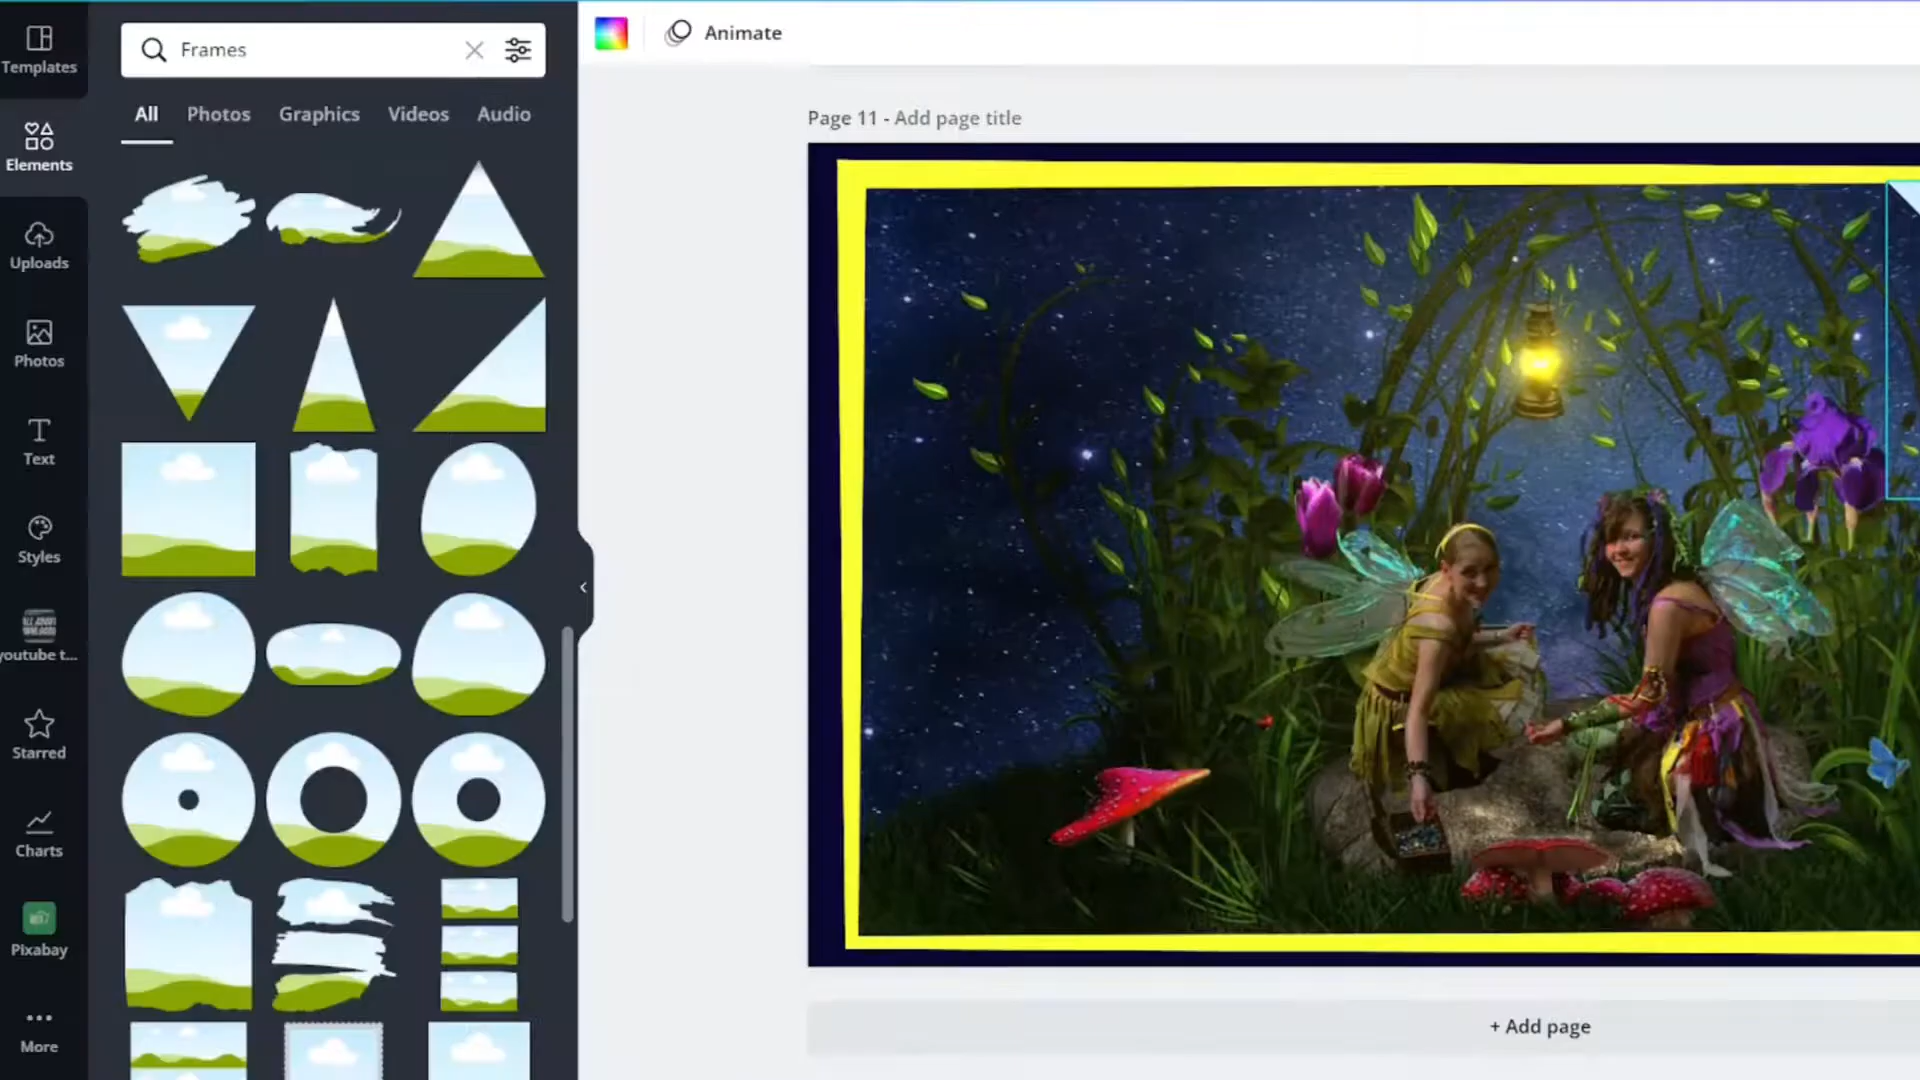 Templates
Elements
Uploads
Photos
Text
Styles
youtube t...
Starred
Charts
Pixabay
More
Frames
All
Photos
Graphics
Videos
Audio
Animate
Page 11 - Add page title
+ Add page